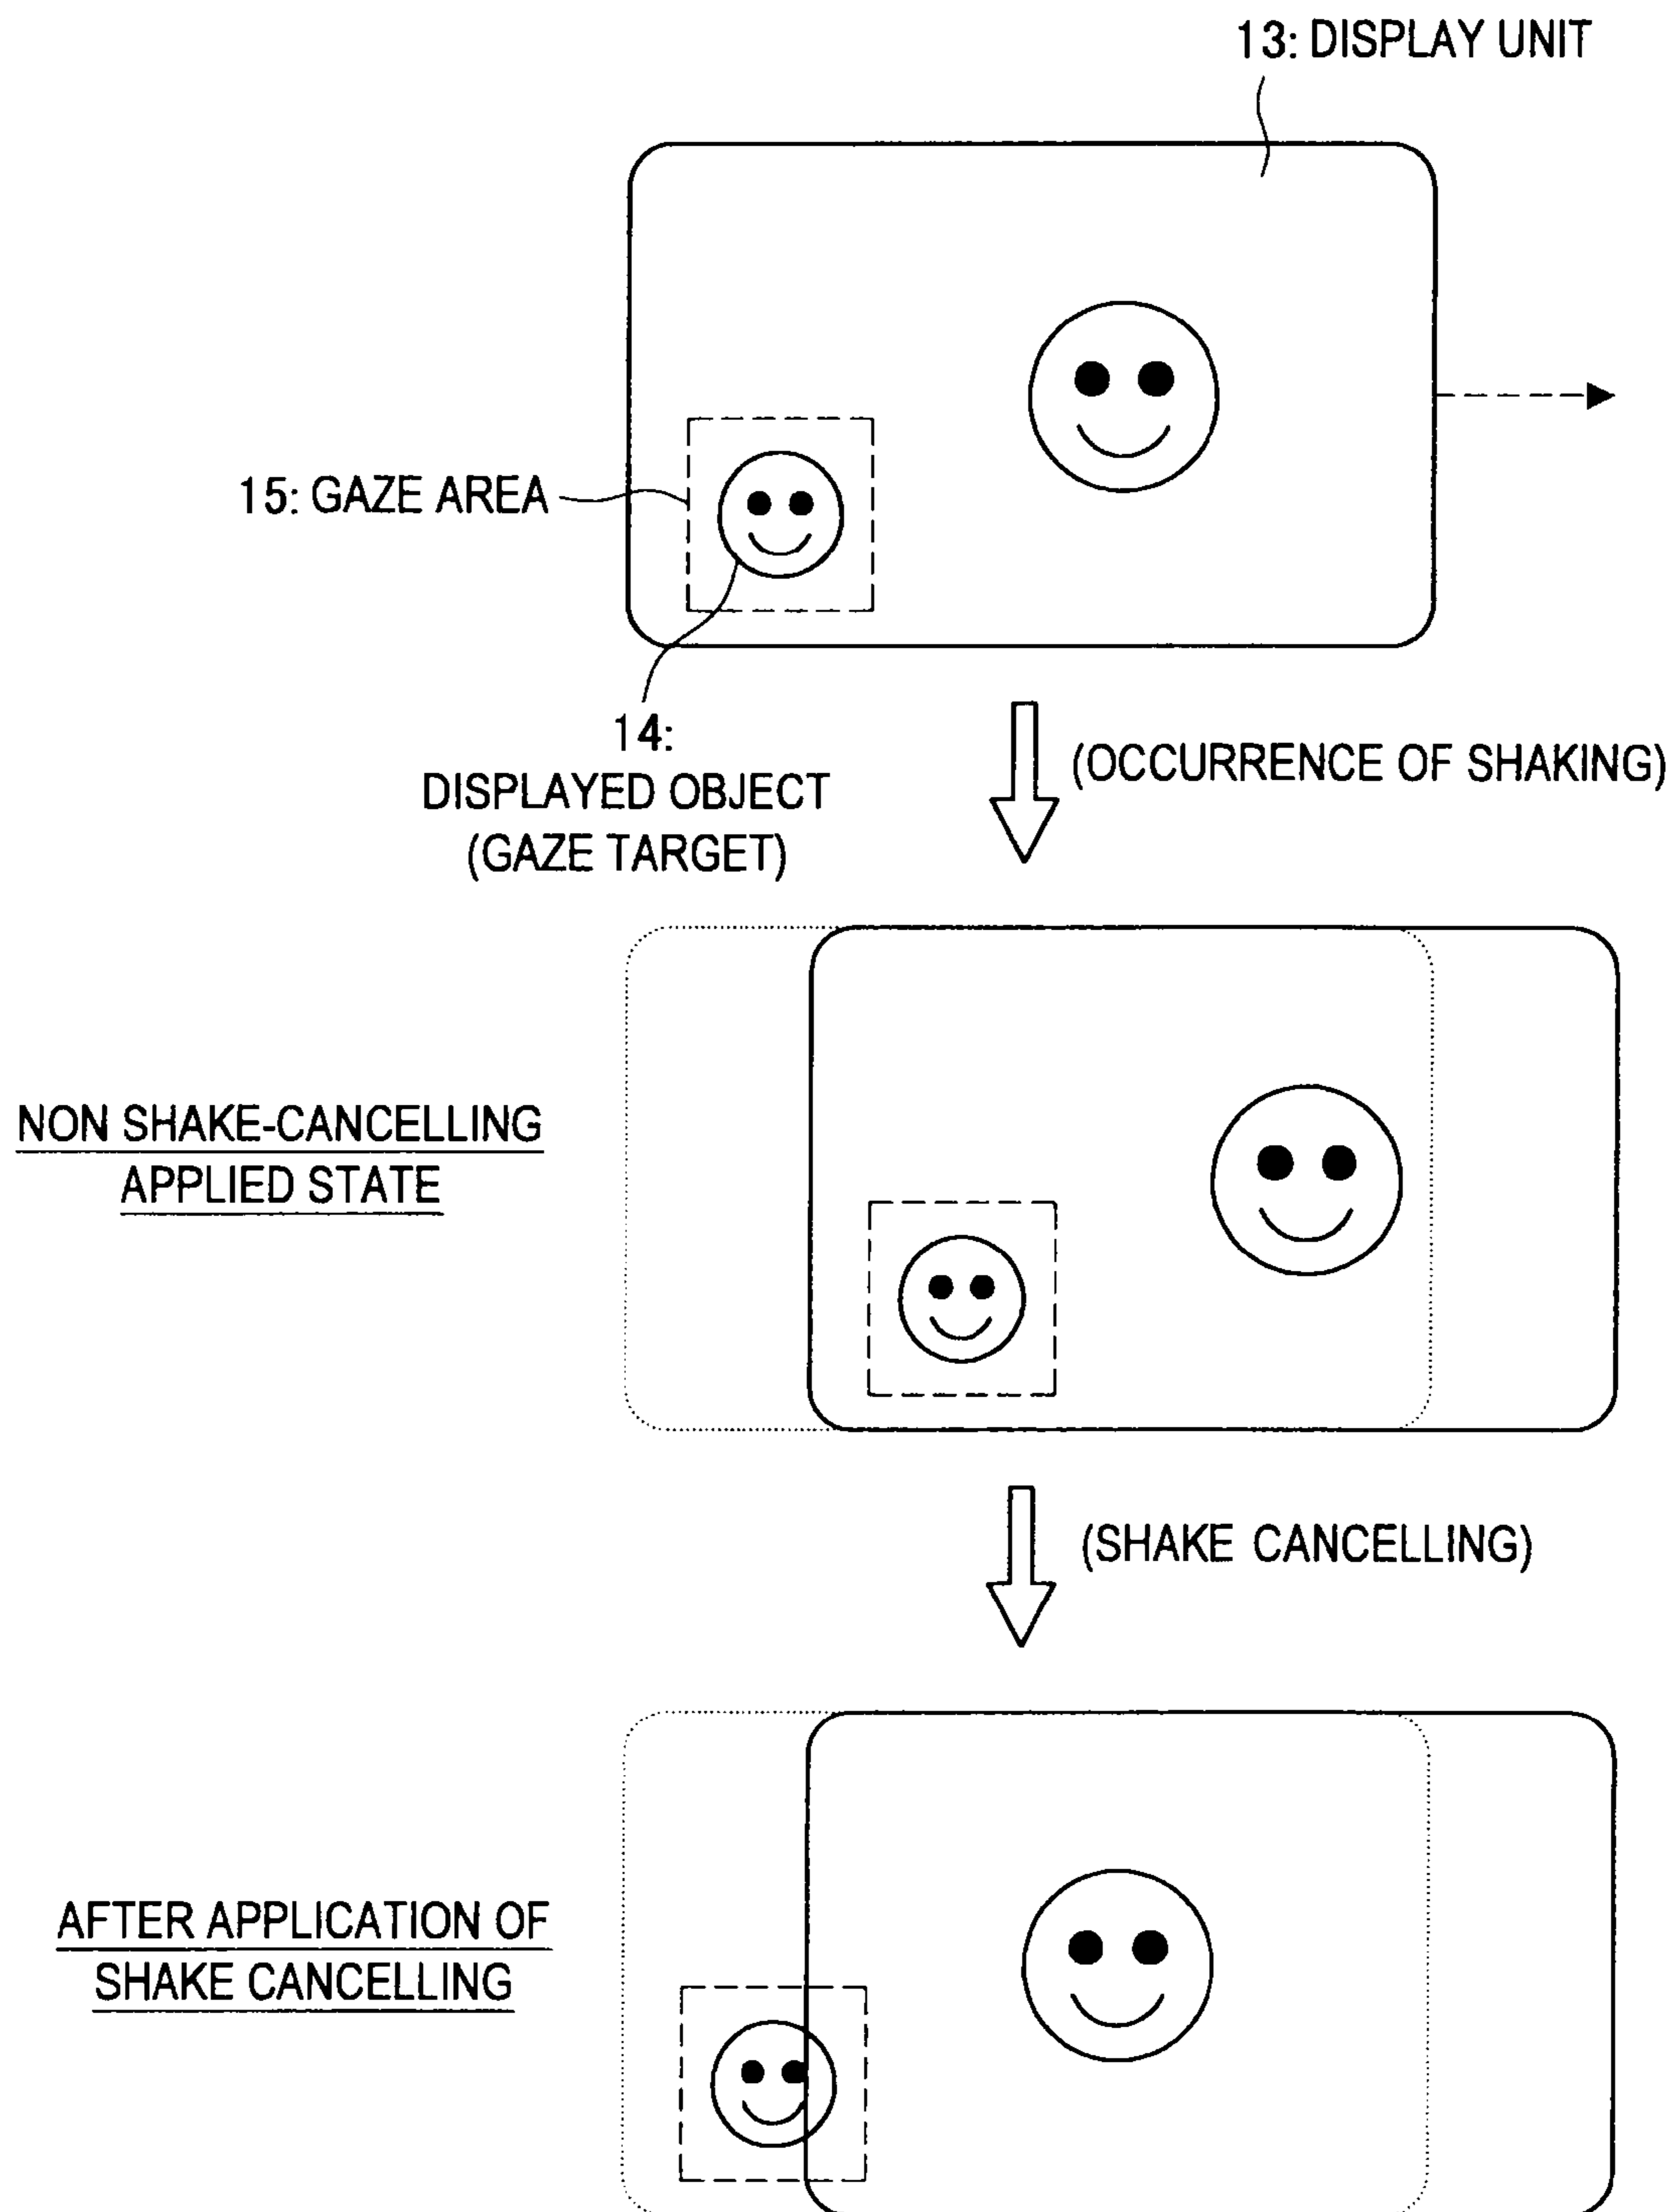 13: DISPLAY UNIT
15: GAZE AREA
14:
DISPLAYED OBJECT
(GAZE TARGET)
(OCCURRENCE OF SHAKING)
NON SHAKE-CANCELLING
APPLIED STATE
(SHAKE CANCELLING)
AFTER APPLICATION OF
SHAKE CANCELLING